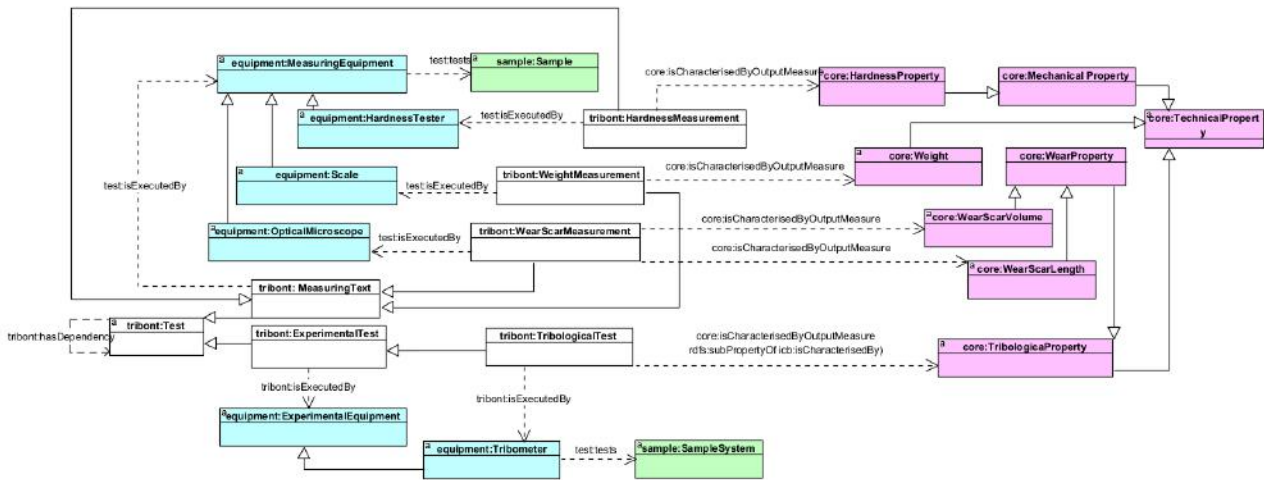 a
equipment:MeasuringEquipment
test:tests
a
sample:Sample
core:isCharacterisedByOutputMeasure
a
core:HardnessProperty
core:Mechanical Property
a
core:TechnicalPropert
y
a
equipment:HardnessTester
test:isExecutedBy
tribont:HardnessMeasurement
test:isExecutedBy
a
equipment:Scale
test:isExecutedBy
tribont:WeightMeasurement
core:isCharacterisedByOutputMeasure
a
core:Weight
a
core:WearProperty
a
equipment:OpticalMicroscope
test:isExecutedBy
tribont:WearScarMeasurement
core:isCharacterisedByOutputMeasure
a
core:WearScarVolume
core:isCharacterisedByOutputMeasure
a
core:WearScarLength
tribont: MeasuringText
a
tribont:Test
tribont:hasDependency
tribont:ExperimentalTest
tribont:TribologicalTest
core:isCharacterisedByOutputMeasure
rdfs:subPropertyOf icb:isCharacterisedBy)
a
core:TribologicaProperty
tribont:isExecutedBy
tribont:isExecutedBy
a
equipment:ExperimentalEquipment
a
equipment:Tribometer
test:tests
a
sample:SampleSystem